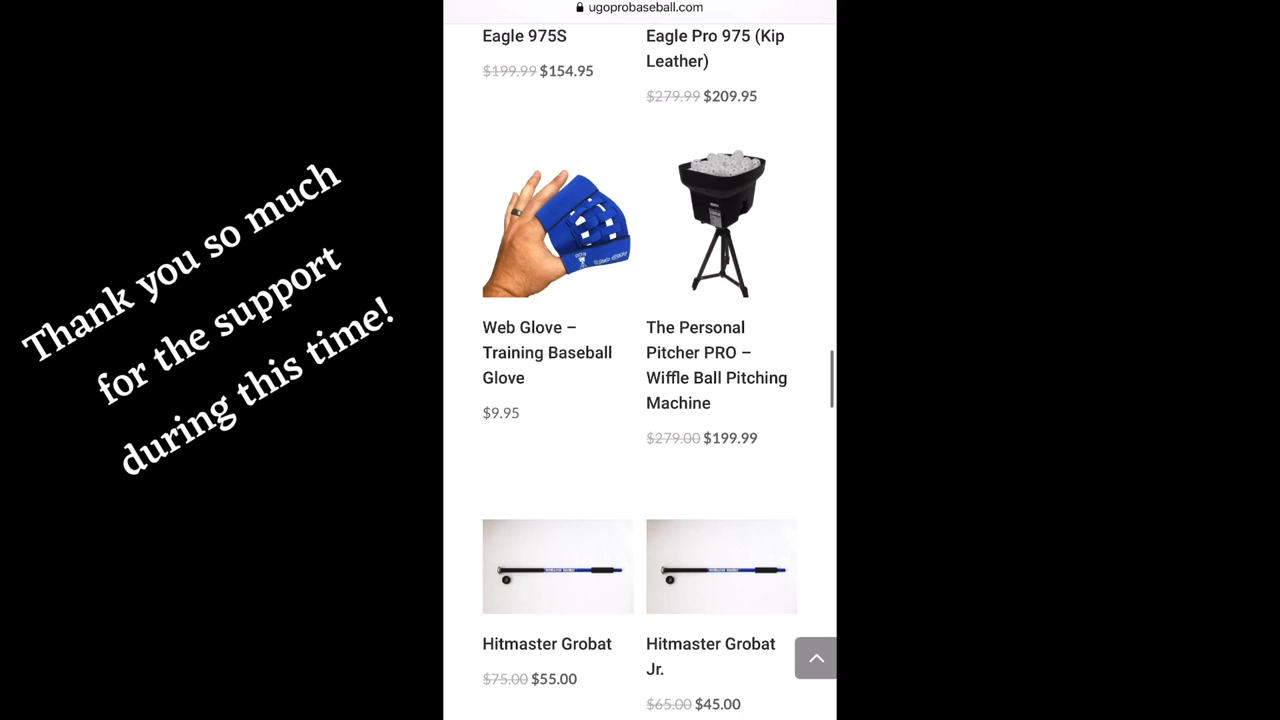 ugoprobaseball.com
Thank you so much
for the support
during this time!
Eagle 975S
$199.99 $154.95
Eagle Pro 975 (Kip
Leather)
$279.99 $209.95
Web Glove –
Training Baseball
Glove
$9.95
The Personal
Pitcher PRO –
Wiffle Ball Pitching
Machine
$279.00 $199.99
Hitmaster Grobat
$75.00 $55.00
Hitmaster Grobat
Jr.
$65.00 $45.00